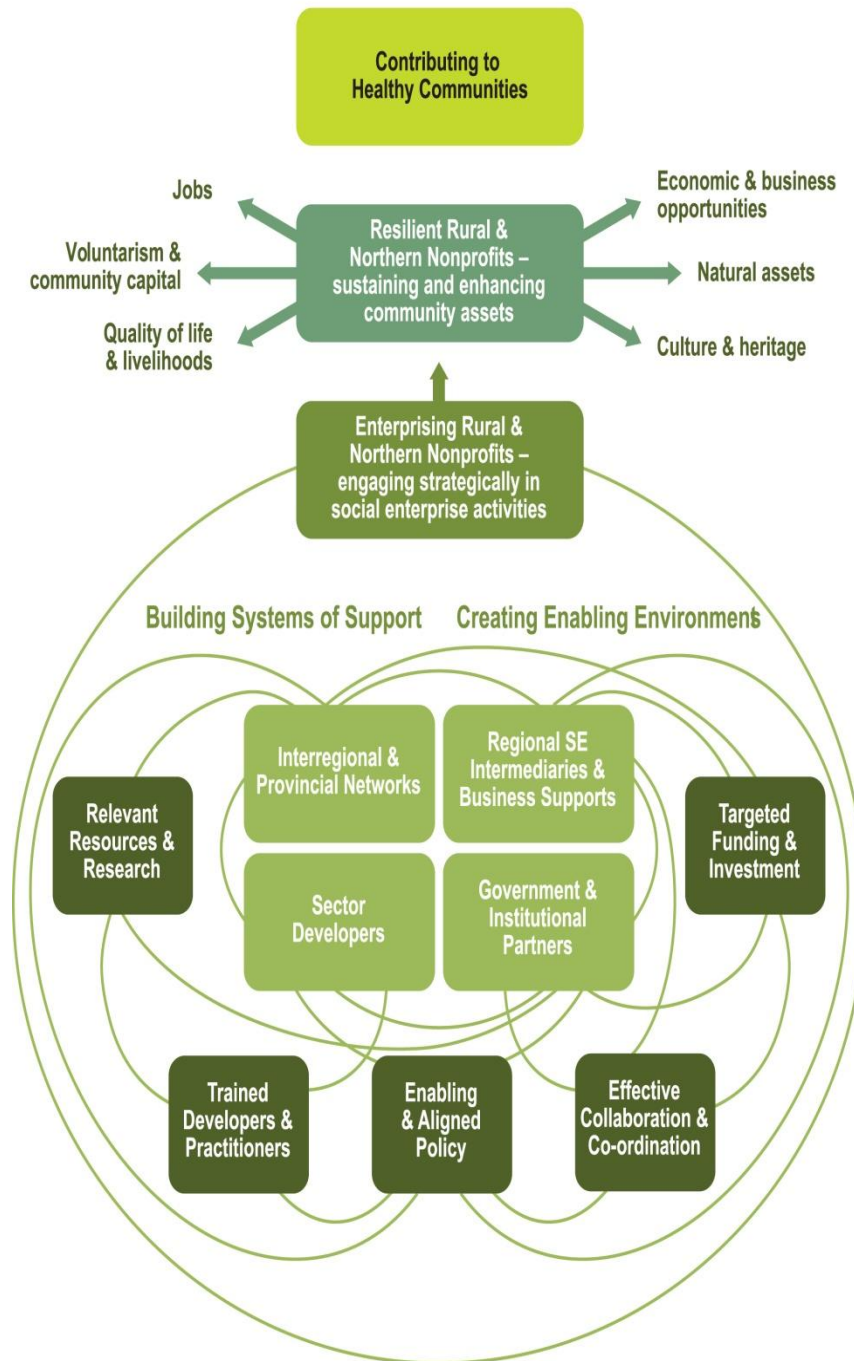 Contributing to
Healthy Communities
Jobs
Voluntarism &
community capital
Quality of life
& livelihoods
Resilient Rural &
Northern Nonprofits –
sustaining and enhancing
community assets
Economic & business
opportunities
Natural assets
Culture & heritage
Enterprising Rural &
Northern Nonprofits –
engaging strategically in
social enterprise activities
Building Systems of Support
Creating Enabling Environments
Interregional &
Provincial Networks
Regional SE
Intermediaries &
Business Supports
Relevant
Resources &
Research
Targeted
Funding &
Investment
Sector
Developers
Government &
Institutional
Partners
Trained
Developers &
Practitioners
Enabling
& Aligned
Policy
Effective
Collaboration &
Co-ordination